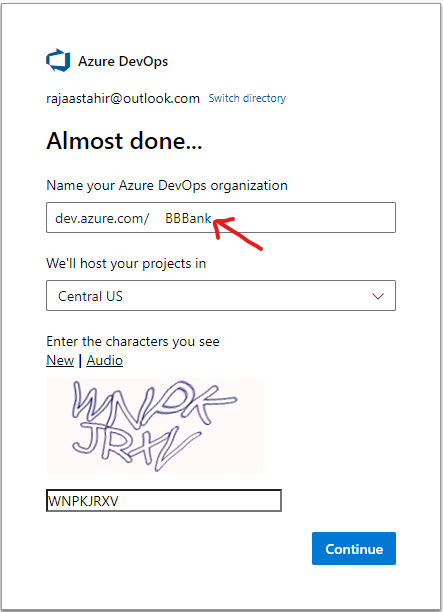 Azure DevOps
rajaastahir@outlook.com Switch directory
Almost done...
Name your Azure DevOps organization
dev.azure.com/ BBBank
We'll host your projects in
Central US
Enter the characters you see
New | Audio
WNPK
JRXV
WNPKJRXV
Continue